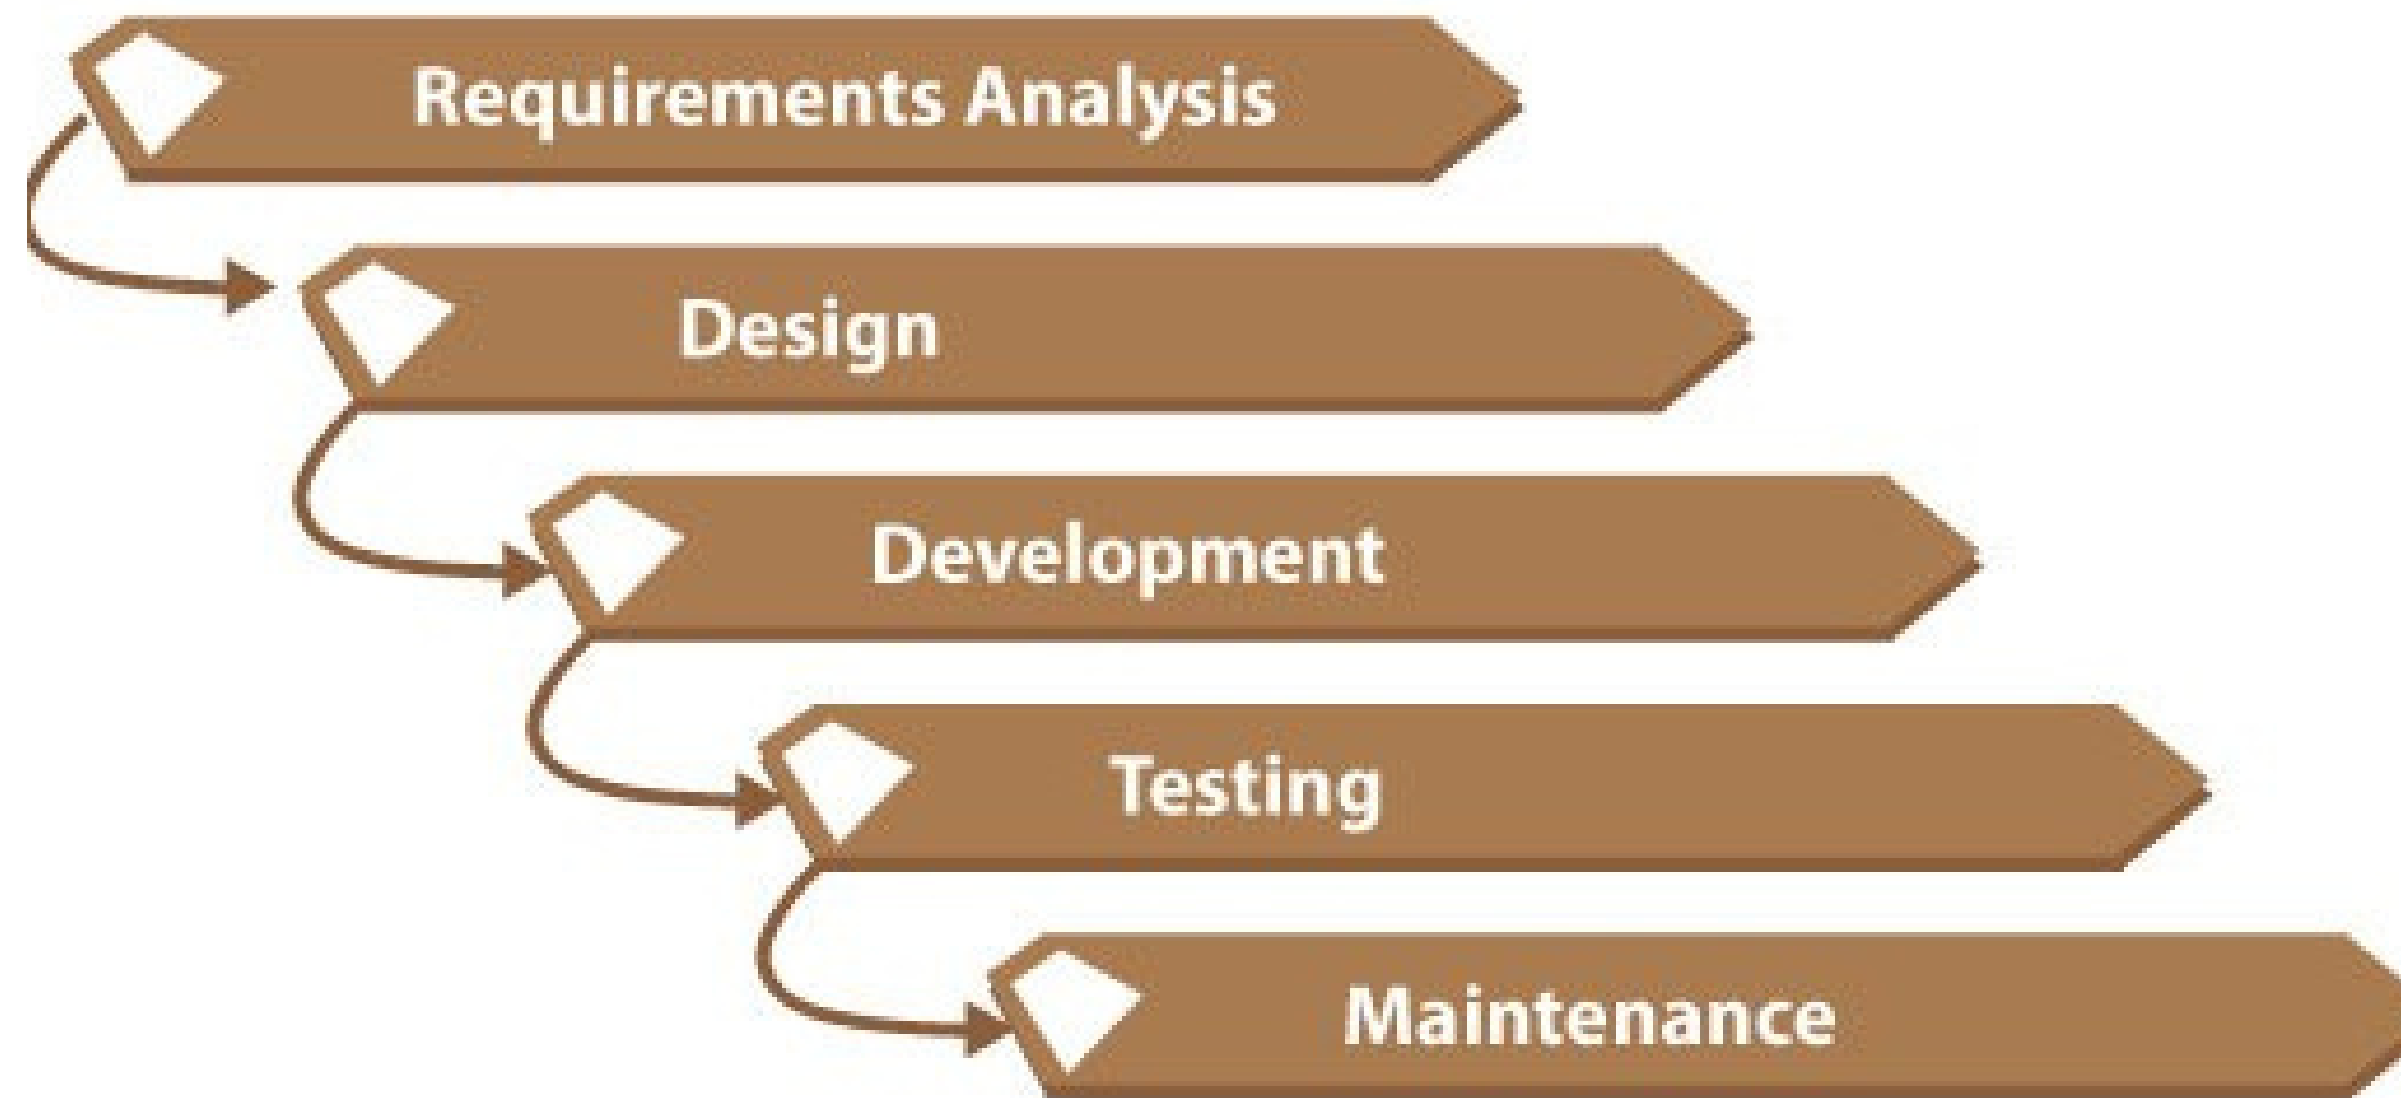 Requirements Analysis
Design
Development
Testing
Maintenance